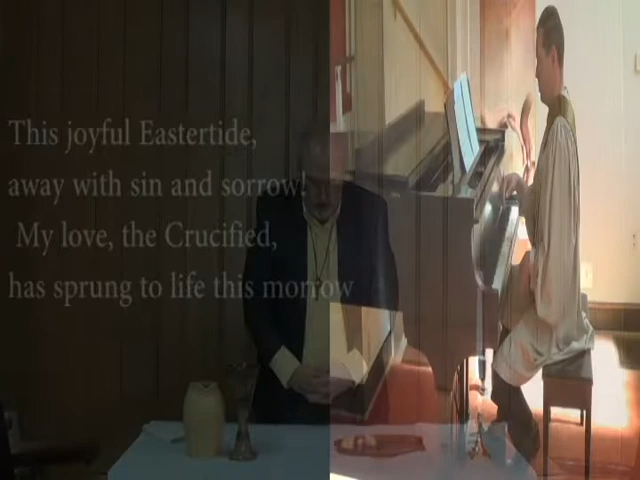 This joyful Eastertide,
away with sin and sorrow!
My love, the Crucified,
has sprung to life this morrow